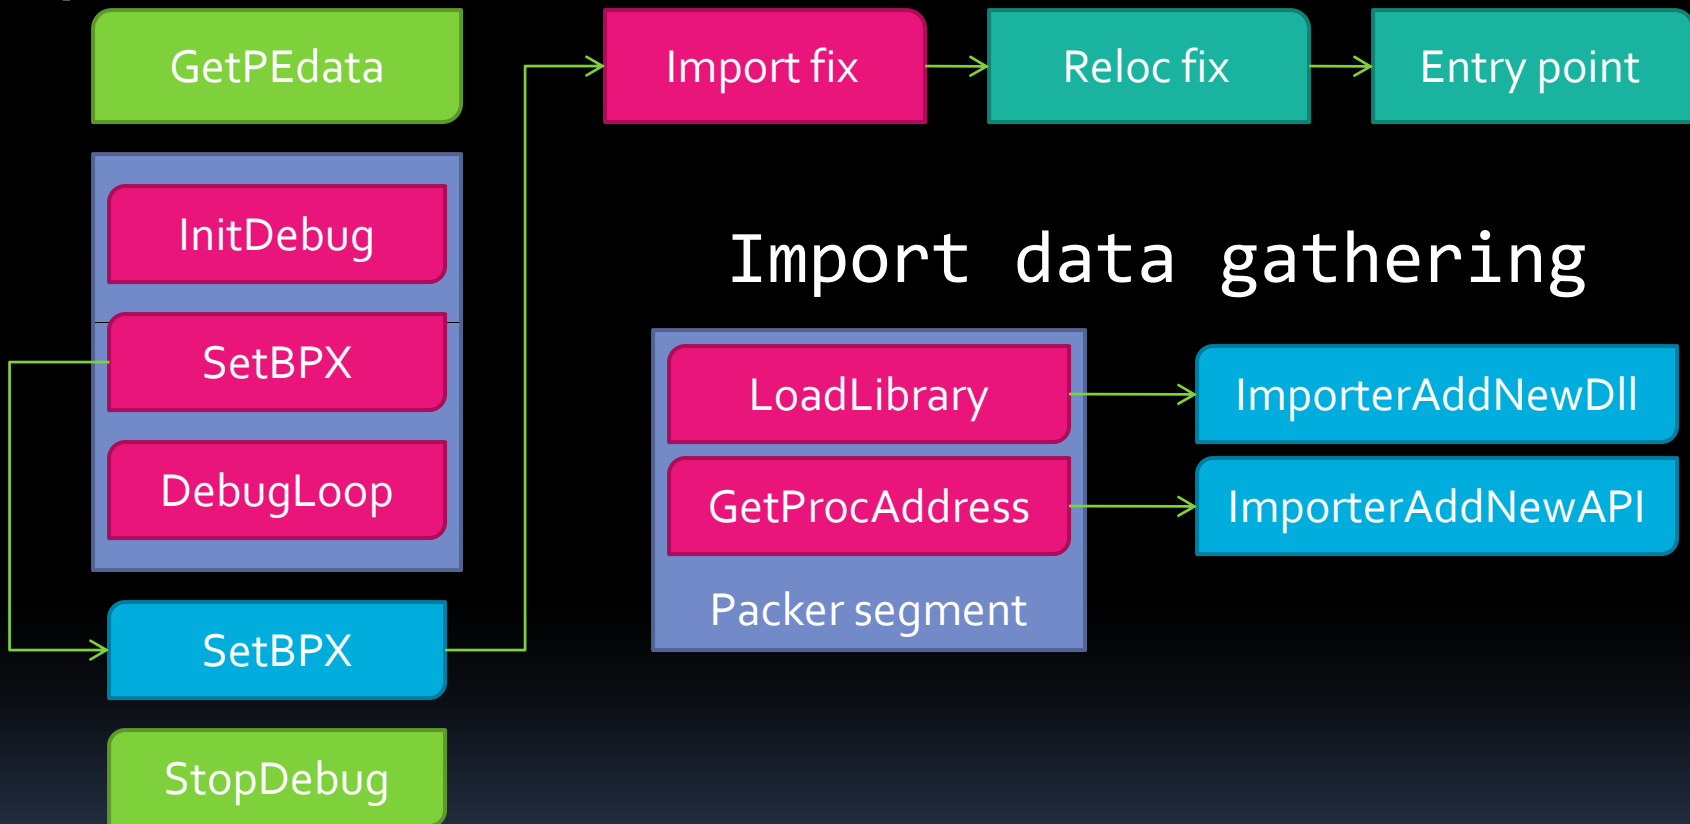 GetPEdata
Import fix
Reloc fix
Entry point
InitDebug
SetBPX
DebugLoop
SetBPX
StopDebug
Import data gathering
LoadLibrary
ImporterAddNewDll
GetProcAddress
ImporterAddNewAPI
Packer segment